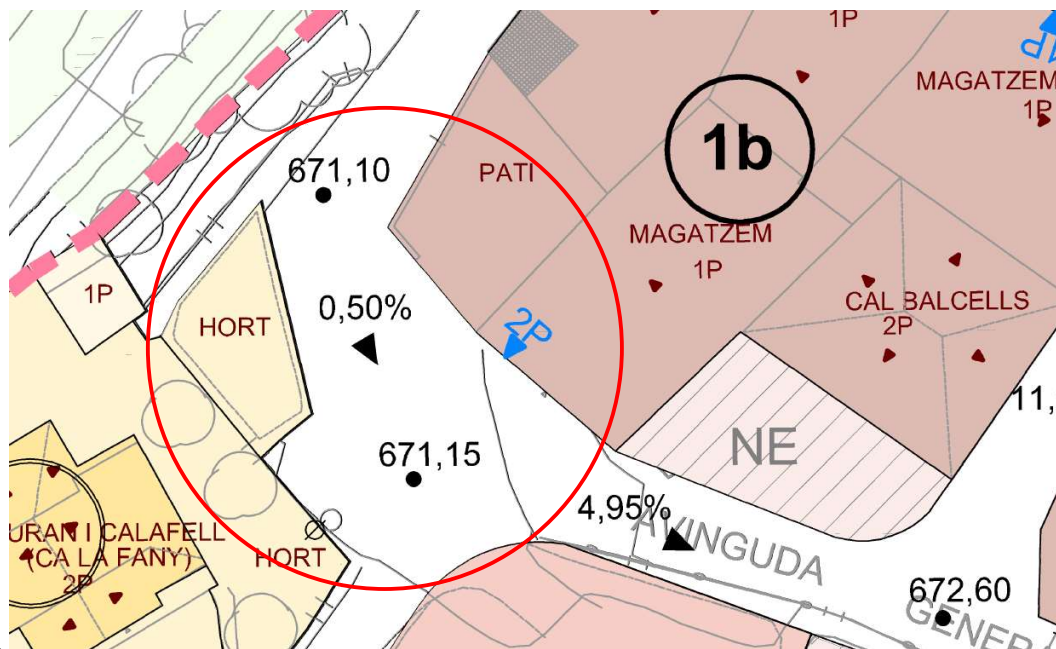 1P
1P
MAGATZEM
1P
1b
671,10
PATI
MAGATZEM
1P
1P
HORT
0,50%
2P
CAL BALCELLS
2P
11,
NE
671,15
4,95%
URAN I CALAFELL
(CA LA FANY)
2P
HORT
AVINGUDA
672,60
GENER